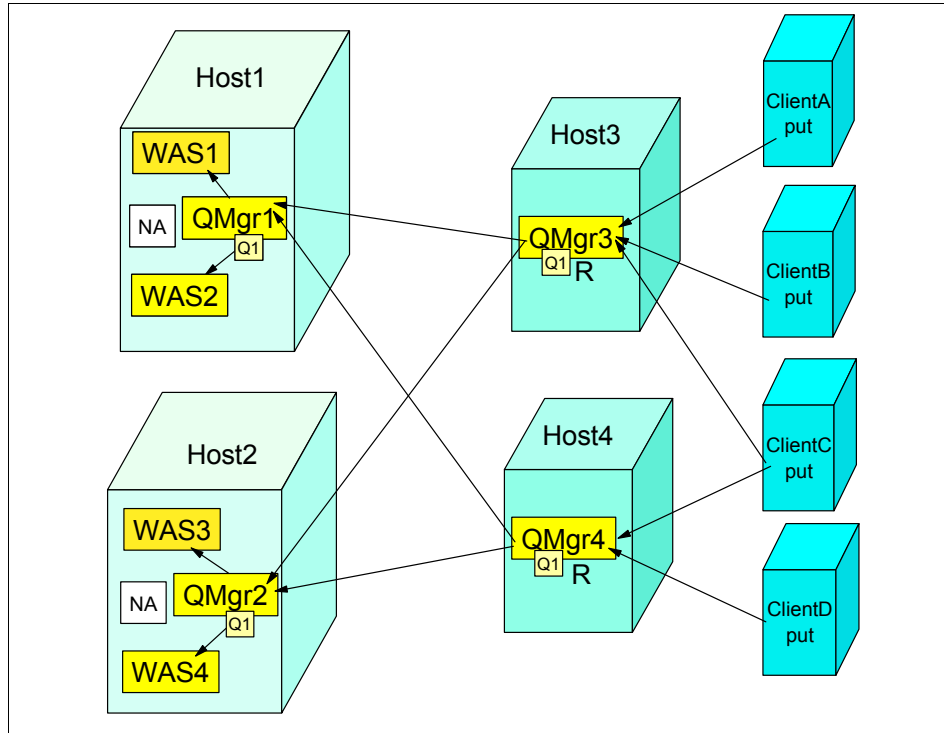 Host1
WAS1
NA
QMgr1
Q1
WAS2
Host2
WAS3
NA
QMgr2
Q1
WAS4
Host3
QMgr3
Q1
R
Host4
QMgr4
Q1
R
ClientA
put
ClientB
put
ClientC
put
ClientD
put